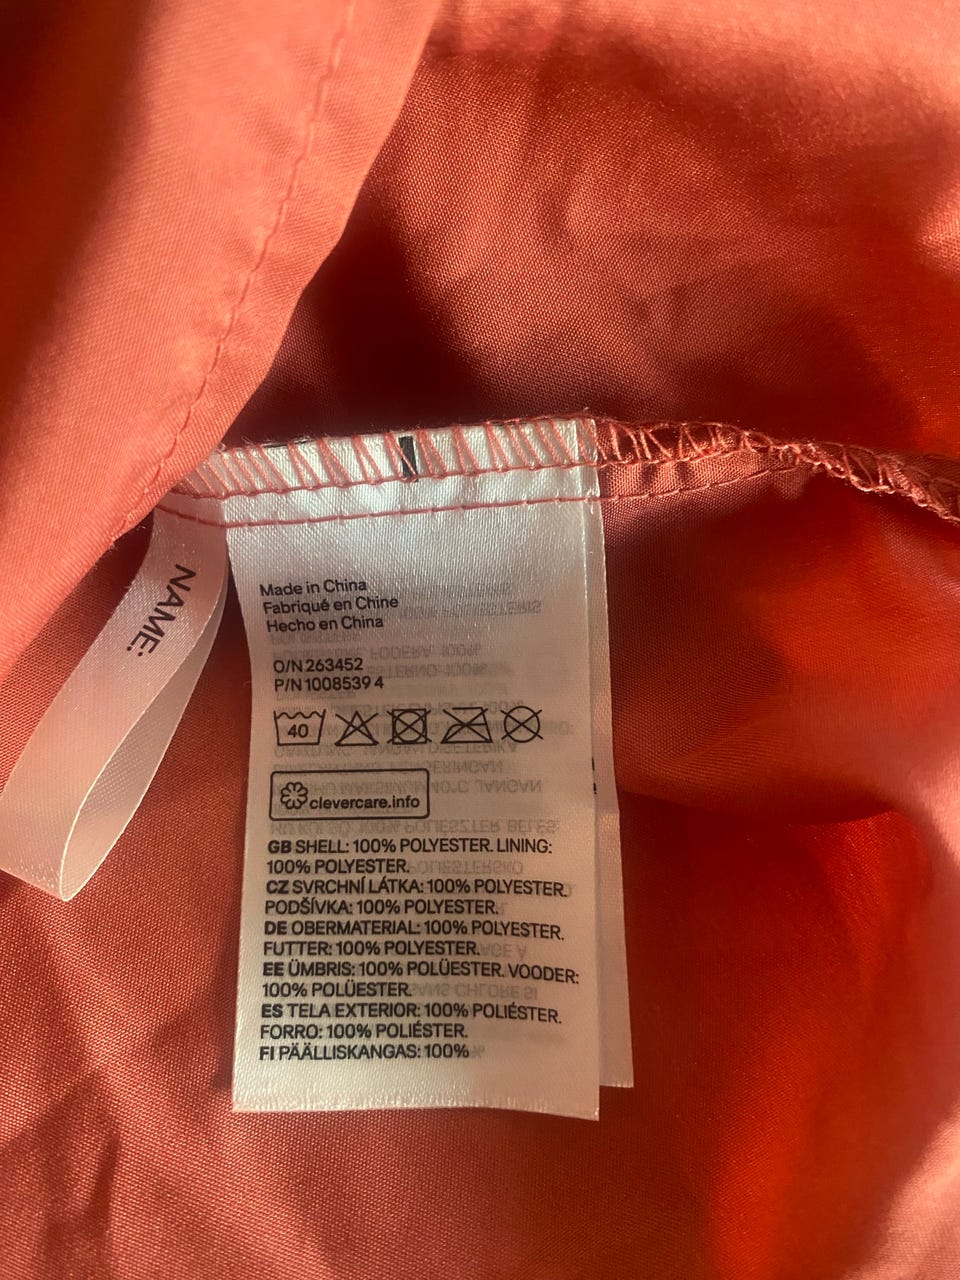 NAME:
Made in China
Fabriqué en Chine
Hecho en China
O/N 263452
P/N 1008539 4
40
clevercare.info
GB SHELL: 100% POLYESTER. LINING:
100% POLYESTER.
CZ SVRCHNÍ LÁTKA: 100% POLYESTER.
PODŠÍVKA: 100% POLYESTER.
DE OBERMATERIAL: 100% POLYESTER.
FUTTER: 100% POLYESTER.
EE ÜMBRIS: 100% POLÜESTER. VOODER:
100% POLÜESTER.
ES TELA EXTERIOR: 100% POLIÉSTER.
FORRO: 100% POLIÉSTER.
FI PÄÄLLISKANGAS: 100%